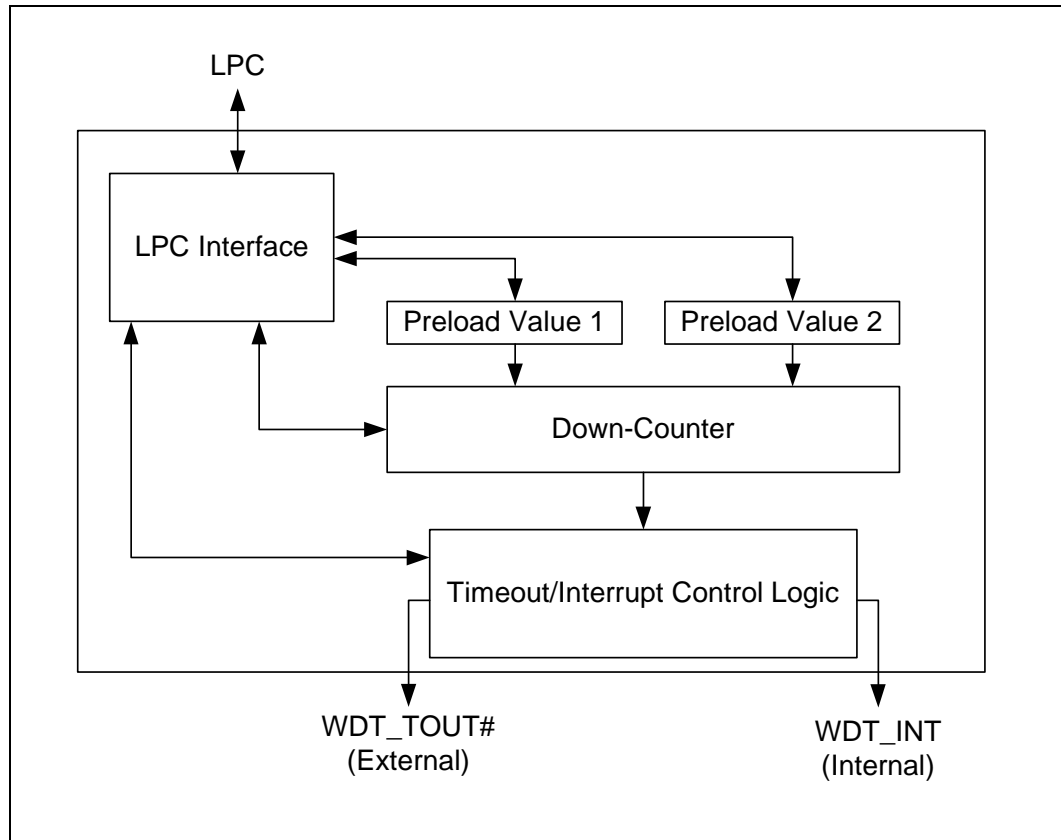 LPC
LPC Interface
Preload Value 1
Preload Value 2
Down-Counter
Timeout/Interrupt Control Logic
WDT_TOUT#
(External)
WDT_INT
(Internal)